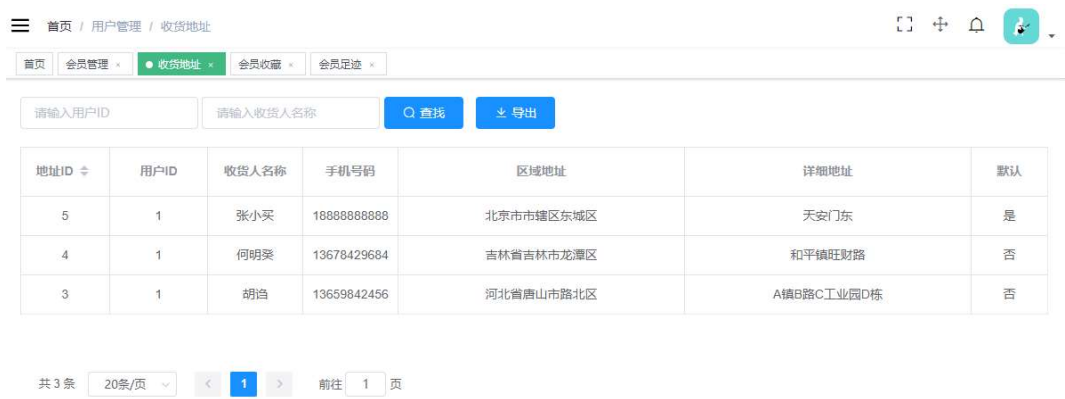 首页 / 用户管理 / 收货地址
首页 会员管理 × 收货地址 × 会员收藏 × 会员足迹 ×
请输入用户ID 请输入收货人名称 查找 导出
地址ID 用户ID 收货人名称 手机号码 区域地址 详细地址 默认
5 1 张小买 18888888888 北京市市辖区东城区 天安门东 是
4 1 何明癸 13678429684 吉林省吉林市龙潭区 和平镇旺财路 否
3 1 胡诌 13659842456 河北省唐山市路北区 A镇B路C工业园D栋 否
共 3 条 20条/页 < 1 > 前往 1 页